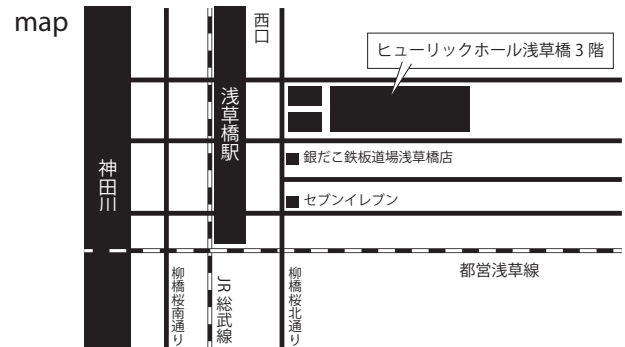 map
西口
ヒューリックホール浅草橋3階
浅草橋駅
神田川
銀だこ鉄板道場浅草橋店
セブンイレブン
都営浅草線
柳橋桜南通り
JR総武線
柳橋桜北通り